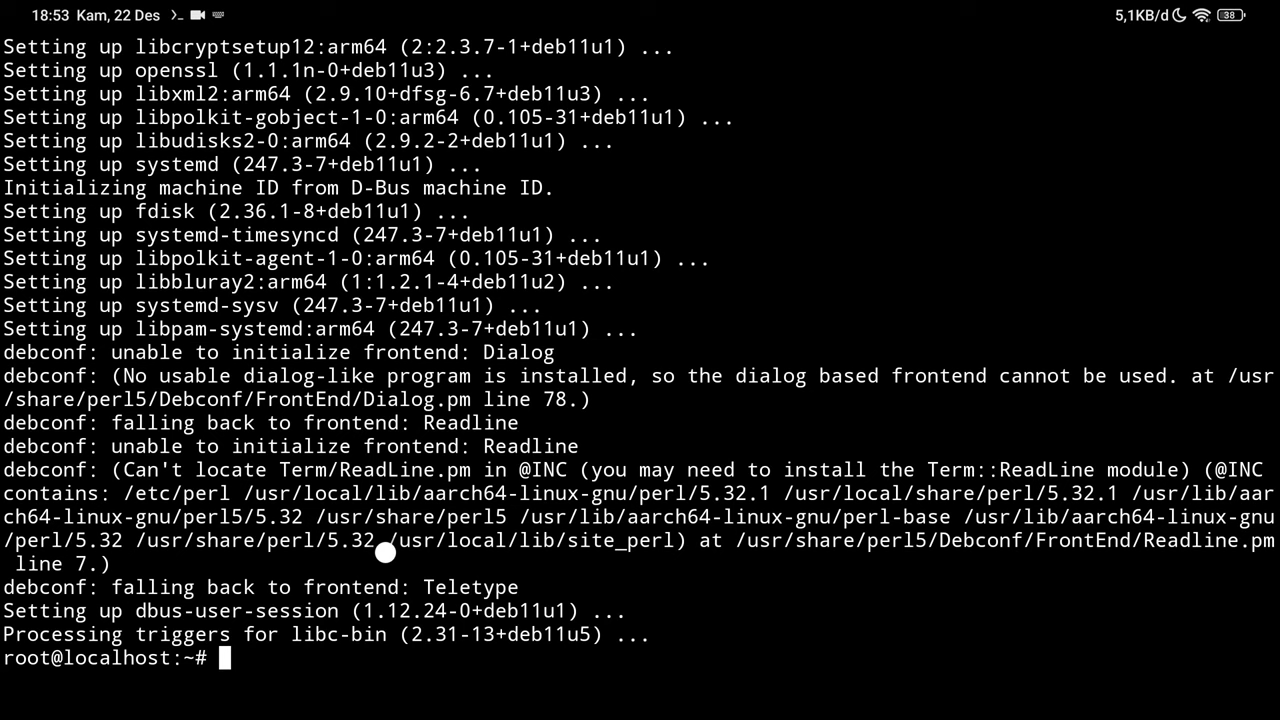 18:53 Kam, 22 Des >_ 5,1KB/d 38
Setting up libcryptsetup12:arm64 (2:2.3.7-1+deb11u1) ...
Setting up openssl (1.1.1n-0+deb11u3) ...
Setting up libxml2:arm64 (2.9.10+dfsg-6.7+deb11u3) ...
Setting up libpolkit-gobject-1-0:arm64 (0.105-31+deb11u1) ...
Setting up libudisks2-0:arm64 (2.9.2-2+deb11u1) ...
Setting up systemd (247.3-7+deb11u1) ...
Initializing machine ID from D-Bus machine ID.
Setting up fdisk (2.36.1-8+deb11u1) ...
Setting up systemd-timesyncd (247.3-7+deb11u1) ...
Setting up libpolkit-agent-1-0:arm64 (0.105-31+deb11u1) ...
Setting up libbluray2:arm64 (1:1.2.1-4+deb11u2) ...
Setting up systemd-sysv (247.3-7+deb11u1) ...
Setting up libpam-systemd:arm64 (247.3-7+deb11u1) ...
debconf: unable to initialize frontend: Dialog
debconf: (No usable dialog-like program is installed, so the dialog based frontend cannot be used. at /usr
/share/perl5/Debconf/FrontEnd/Dialog.pm line 78.)
debconf: falling back to frontend: Readline
debconf: unable to initialize frontend: Readline
debconf: (Can't locate Term/ReadLine.pm in @INC (you may need to install the Term::ReadLine module) (@INC
contains: /etc/perl /usr/local/lib/aarch64-linux-gnu/perl/5.32.1 /usr/local/share/perl/5.32.1 /usr/lib/aar
ch64-linux-gnu/perl5/5.32 /usr/share/perl5 /usr/lib/aarch64-linux-gnu/perl-base /usr/lib/aarch64-linux-gnu
/perl/5.32 /usr/share/perl/5.32 /usr/local/lib/site_perl) at /usr/share/perl5/Debconf/FrontEnd/Readline.pm
line 7.)
debconf: falling back to frontend: Teletype
Setting up dbus-user-session (1.12.24-0+deb11u1) ...
Processing triggers for libc-bin (2.31-13+deb11u5) ...
root@localhost:~#